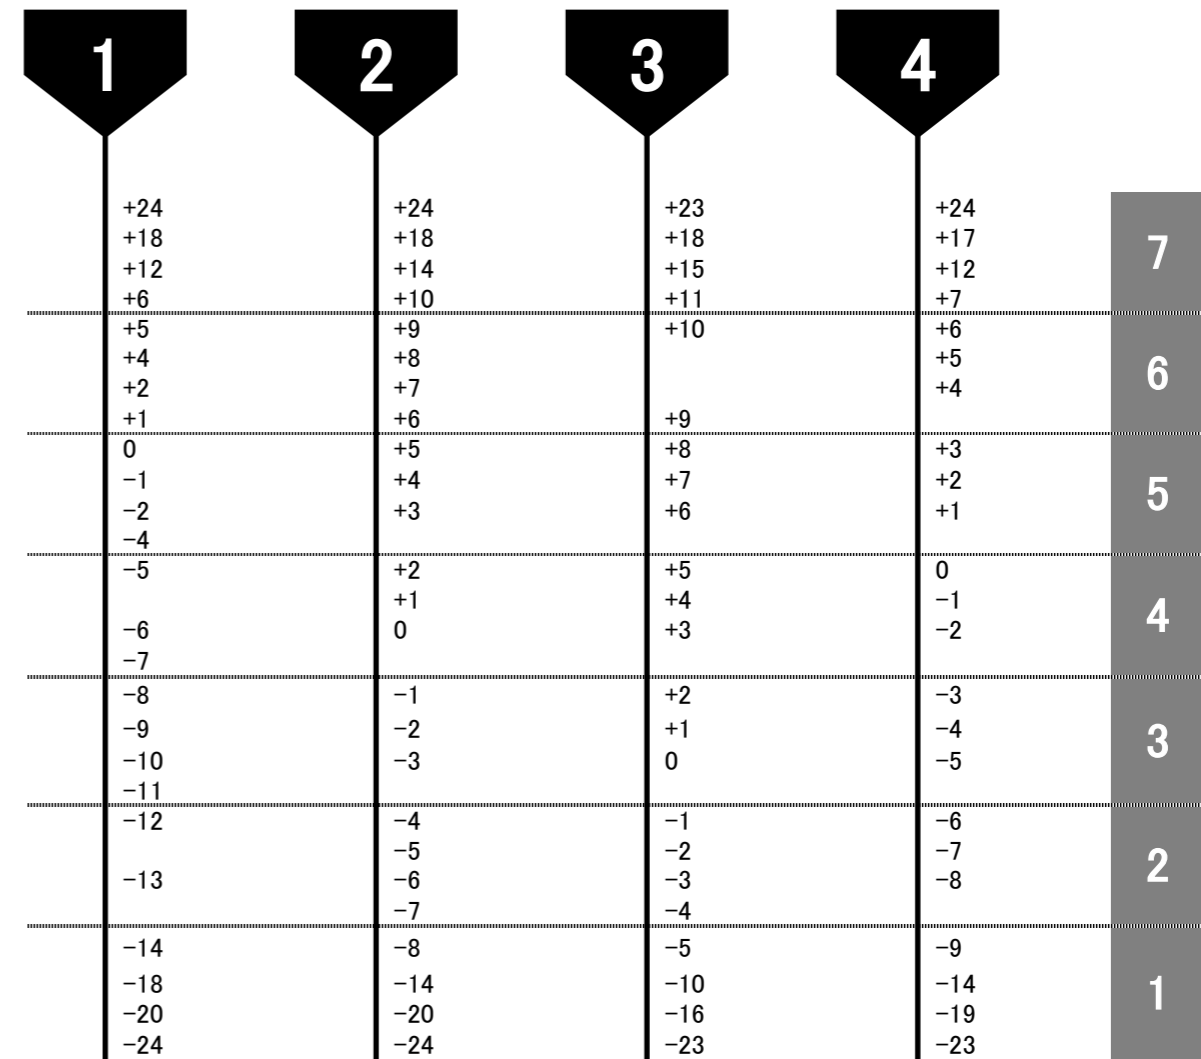 1 2 3 4
+24 +24 +23 +24
+18 +18 +18 +17
+12 +14 +15 +12
7
+6 +10 +11 +7
+5 +9 +10 +6
+4 +8 +5
6
+2 +7 +4
+1 +6 +9
0 +5 +8 +3
−1 +4 +7 +2
5
−2 +3 +6 +1
−4
−5 +2 +5 0
+1 +4 −1
4
−6 0 +3 −2
−7
−8 −1 +2 −3
−9 −2 +1 −4
3
−10 −3 0 −5
−11
−12 −4 −1 −6
−5 −2 −7
2
−13 −6 −3 −8
−7 −4
−14 −8 −5 −9
−18 −14 −10 −14
1
−20 −20 −16 −19
−24 −24 −23 −23